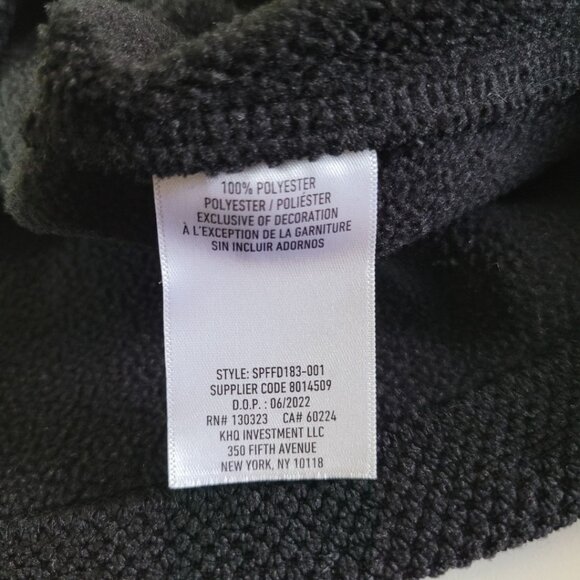 100% POLYESTER
POLYESTER / POLIÉSTER
EXCLUSIVE OF DECORATION
À L'EXCEPTION DE LA GARNITURE
SIN INCLUIR ADORNOS
STYLE: SPFFD183-001
SUPPLIER CODE 8014509
D.O.P. : 06/2022
RN# 130323 CA# 60224
KHQ INVESTMENT LLC
350 FIFTH AVENUE
NEW YORK, NY 10118